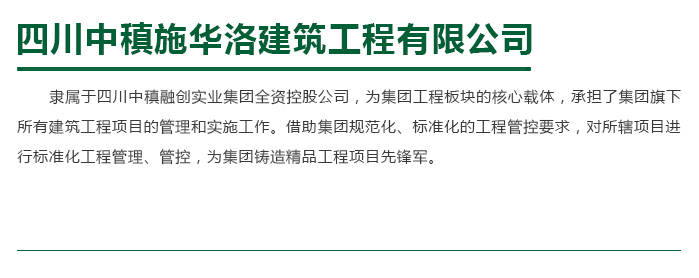 四川中稹施华洛建筑工程有限公司
隶属于四川中稹融创实业集团全资控股公司，为集团工程板块的核心载体，承担了集团旗下
所有建筑工程项目的管理和实施工作。借助集团规范化、标准化的工程管控要求，对所辖项目进
行标准化工程管理、管控，为集团铸造精品工程项目先锋军。